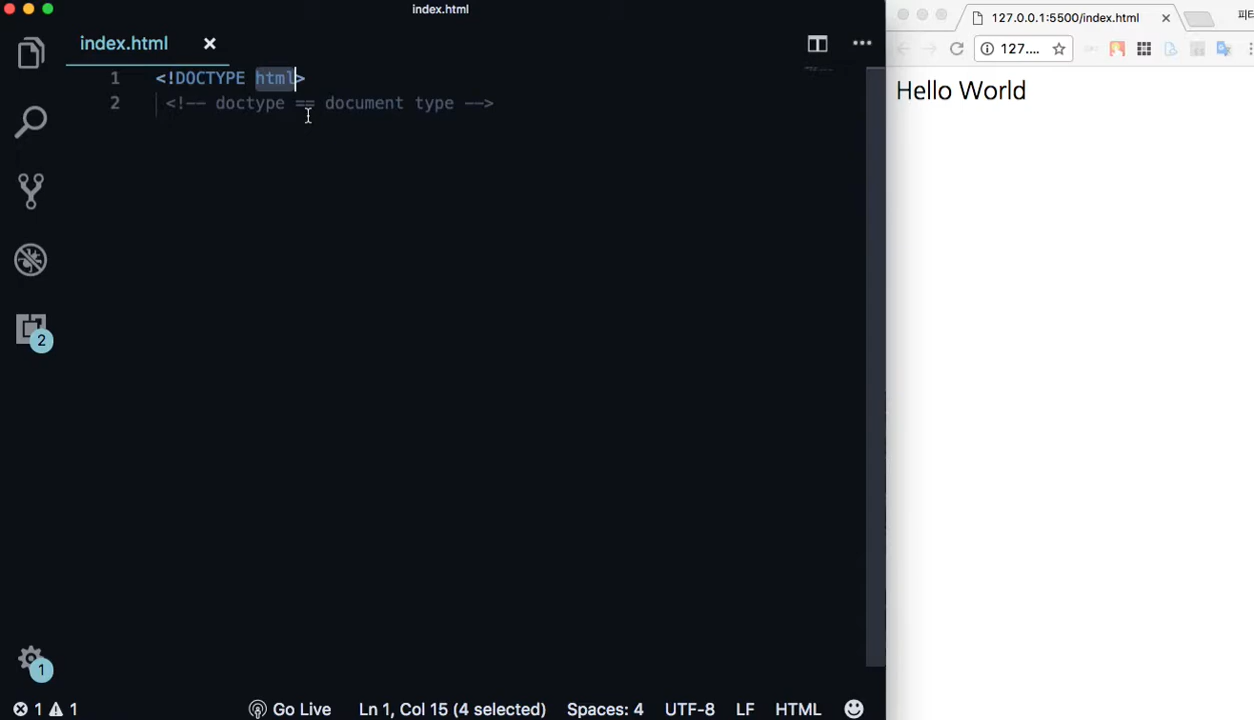 index.html
index.html
1 <!DOCTYPE html>
2 <!-- doctype == document type -->
2
1
1 1
Go Live Ln 1, Col 15 (4 selected) Spaces: 4 UTF-8 LF HTML
127.0.0.1:5500/index.html
127....
Hello World